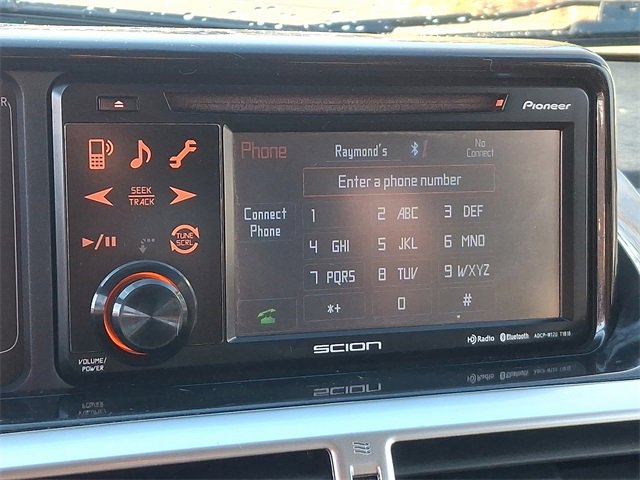 Pioneer
Phone
Raymond's
No
Connect
Enter a phone number
SEEK
TRACK
Connect
Phone
1
2 ABC
3 DEF
TUNE
SCRL
4 GHI
5 JKL
6 MNO
7 PQRS
8 TUV
9 WXYZ
*+
0
#
SCION
HD Radio
Bluetooth
VOLUME/
POWER
R